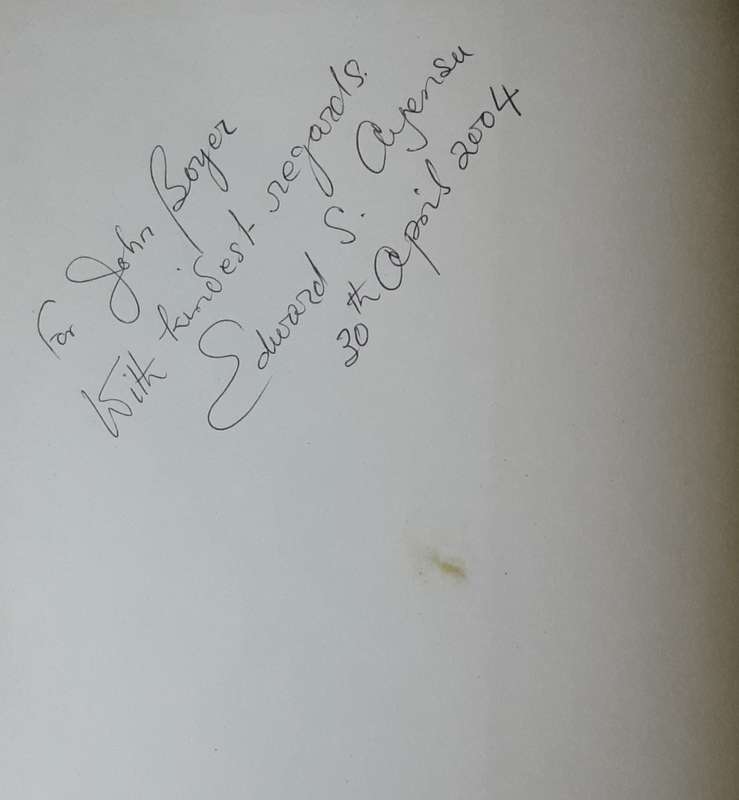 For John Boyer
With kindest regards.
Edward S. Ayensu
30th April 2004